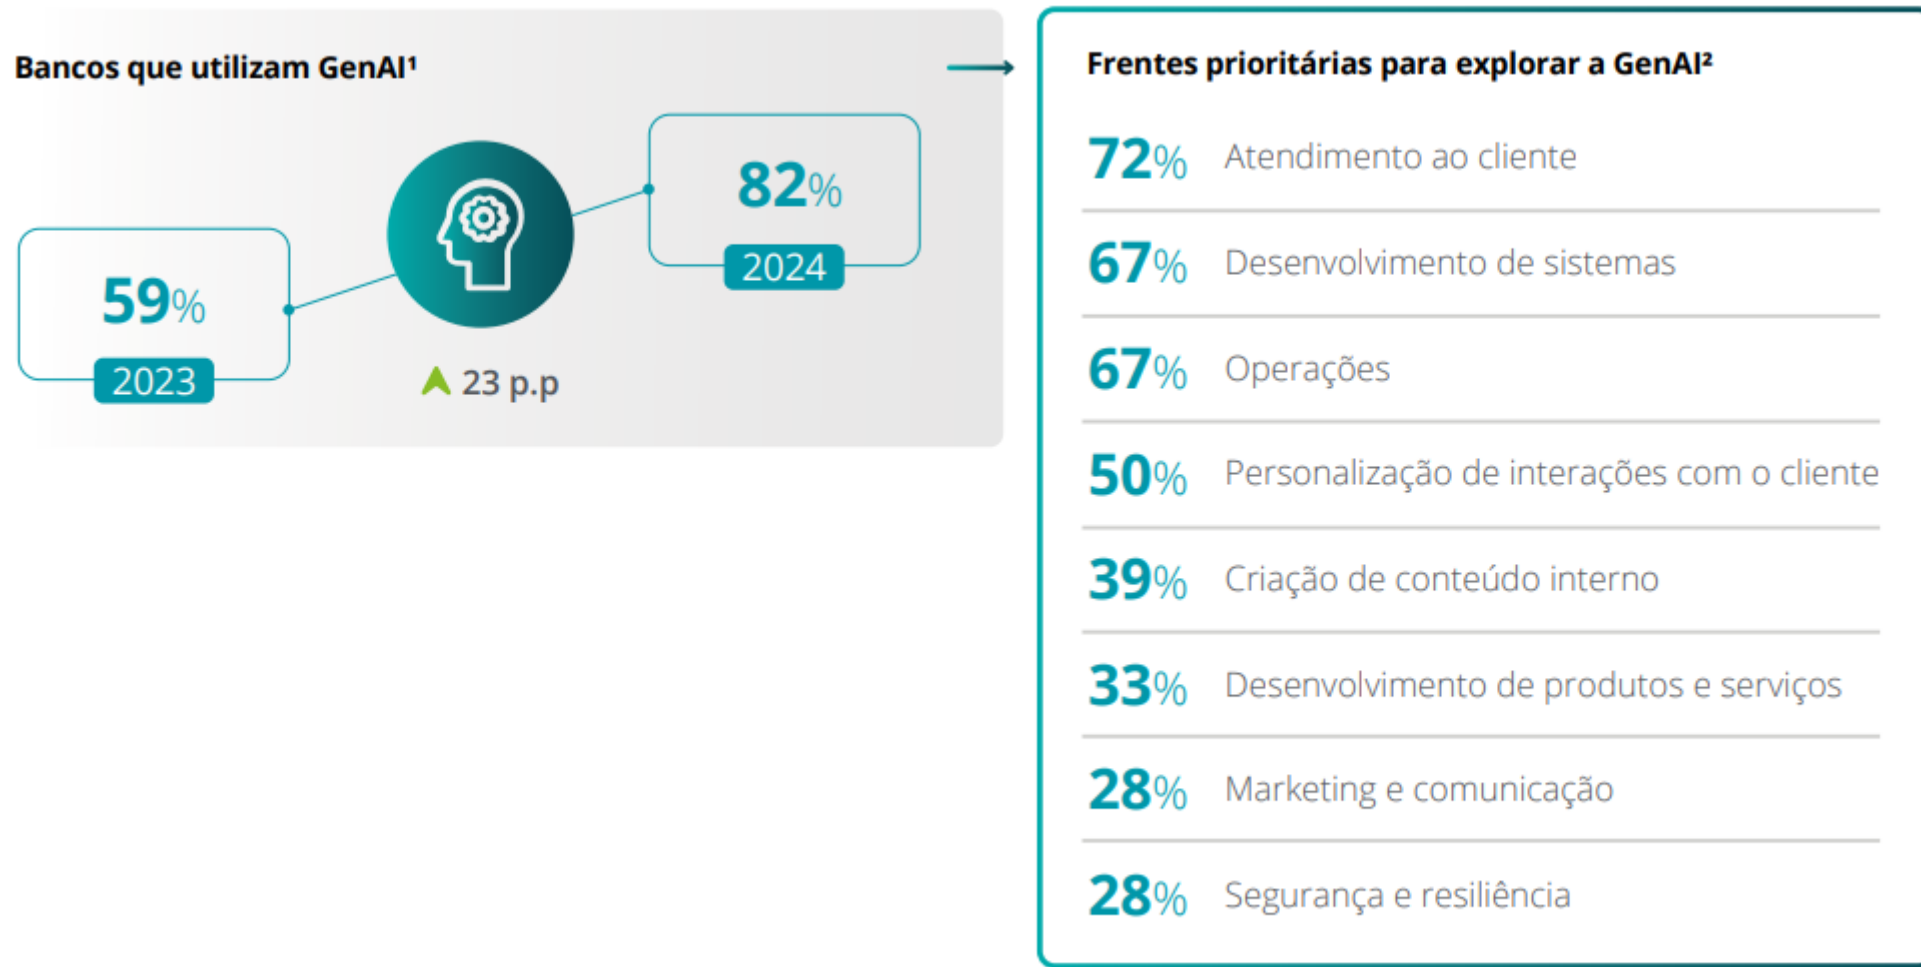 Bancos que utilizam GenAI¹
59%
2023
23 p.p
82%
2024
Frentes prioritárias para explorar a GenAI²
72% Atendimento ao cliente
67% Desenvolvimento de sistemas
67% Operações
50% Personalização de interações com o cliente
39% Criação de conteúdo interno
33% Desenvolvimento de produtos e serviços
28% Marketing e comunicação
28% Segurança e resiliência